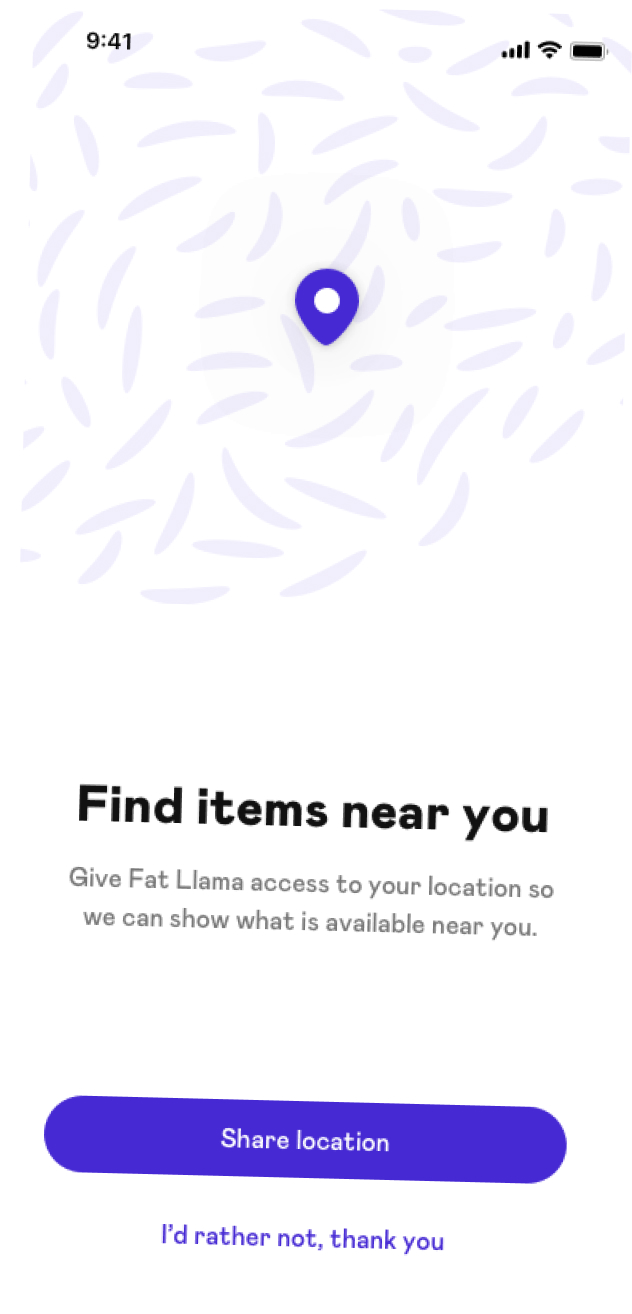 9:41
Find items near you
Give Fat Llama access to your location so
we can show what is available near you.
Share location
I'd rather not, thank you